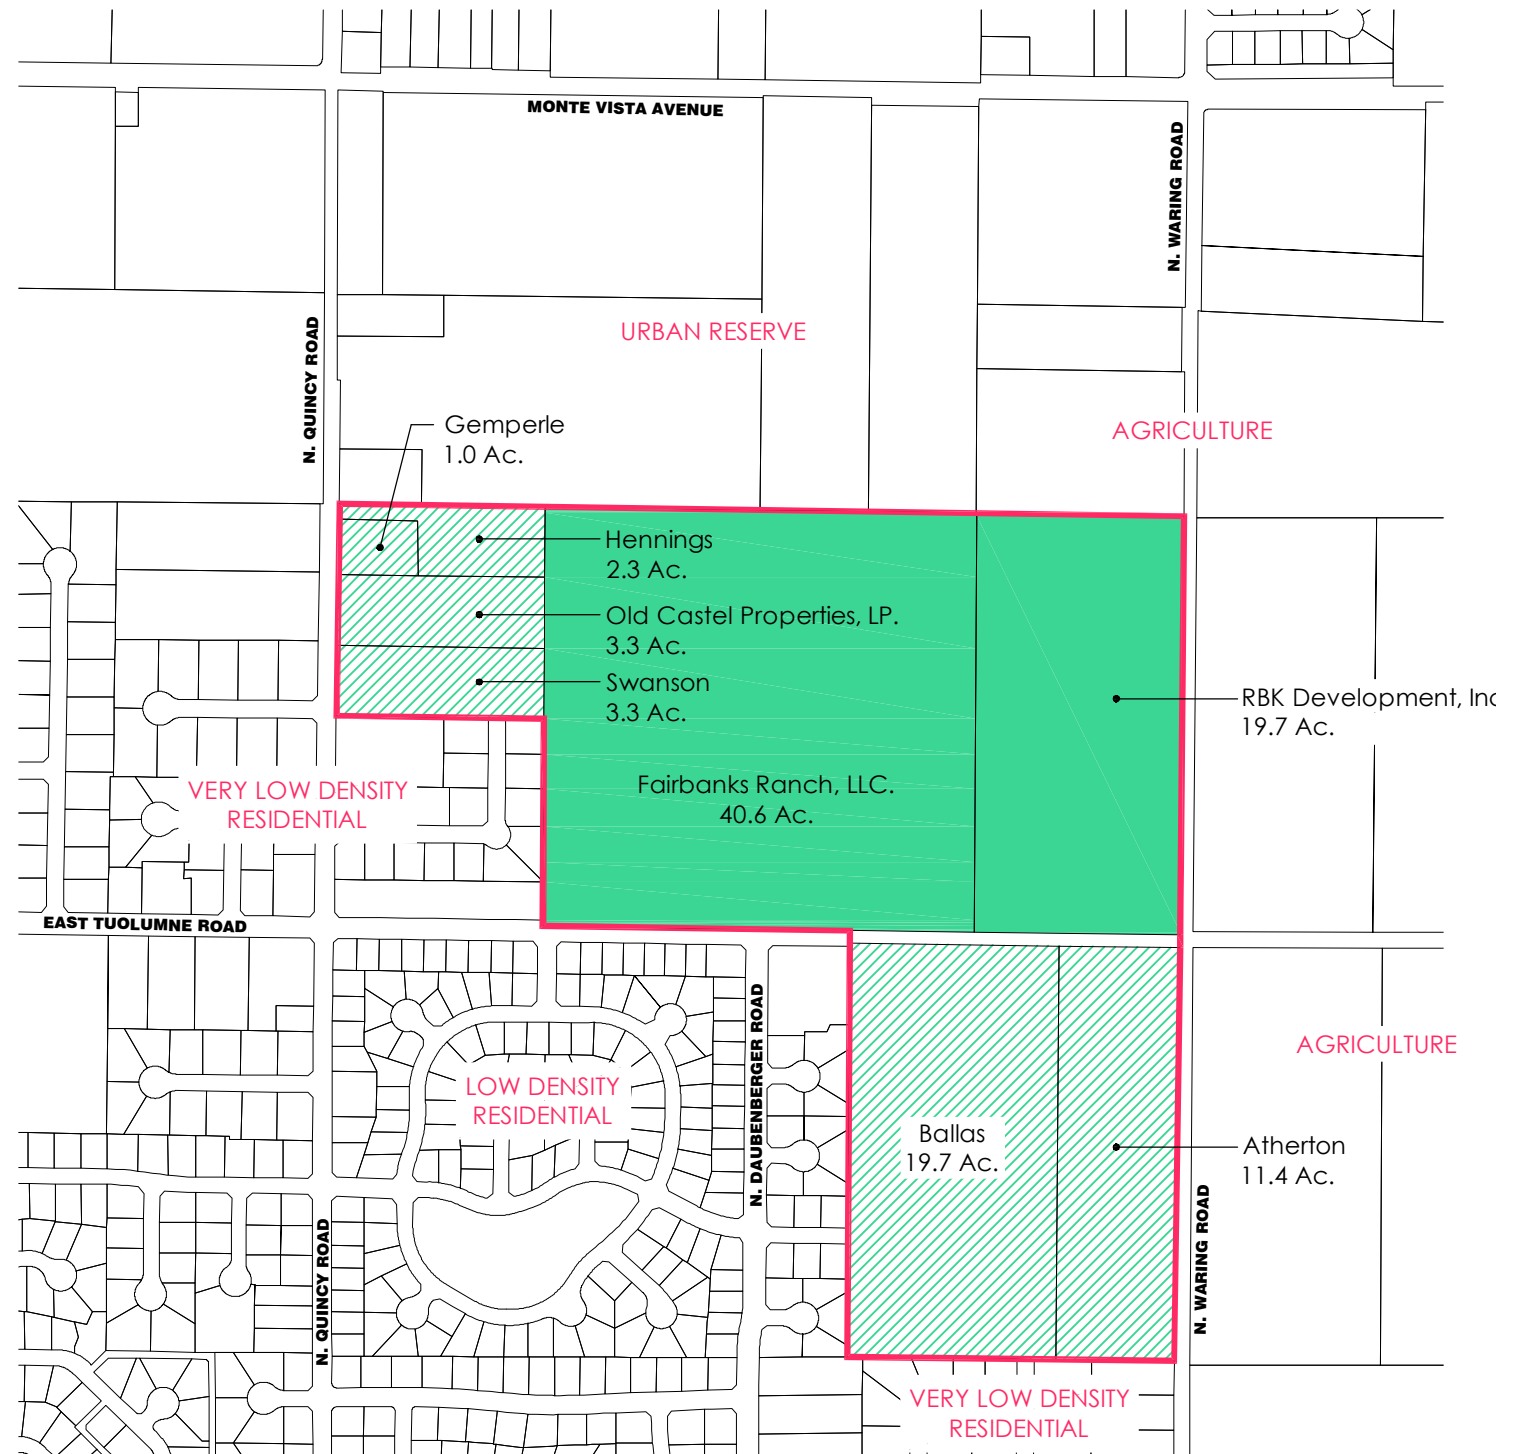 MONTE VISTA AVENUE
N. WARING ROAD
N. QUINCY ROAD
URBAN RESERVE
AGRICULTURE
Gemperle
1.0 Ac.
Hennings
2.3 Ac.
Old Castel Properties, LP.
3.3 Ac.
Swanson
3.3 Ac.
RBK Development, Inc
19.7 Ac.
Fairbanks Ranch, LLC.
40.6 Ac.
VERY LOW DENSITY
RESIDENTIAL
EAST TUOLUMNE ROAD
N. DAUBENBERGER ROAD
AGRICULTURE
LOW DENSITY
RESIDENTIAL
Ballas
19.7 Ac.
Atherton
11.4 Ac.
N. QUINCY ROAD
N. WARING ROAD
VERY LOW DENSITY
RESIDENTIAL